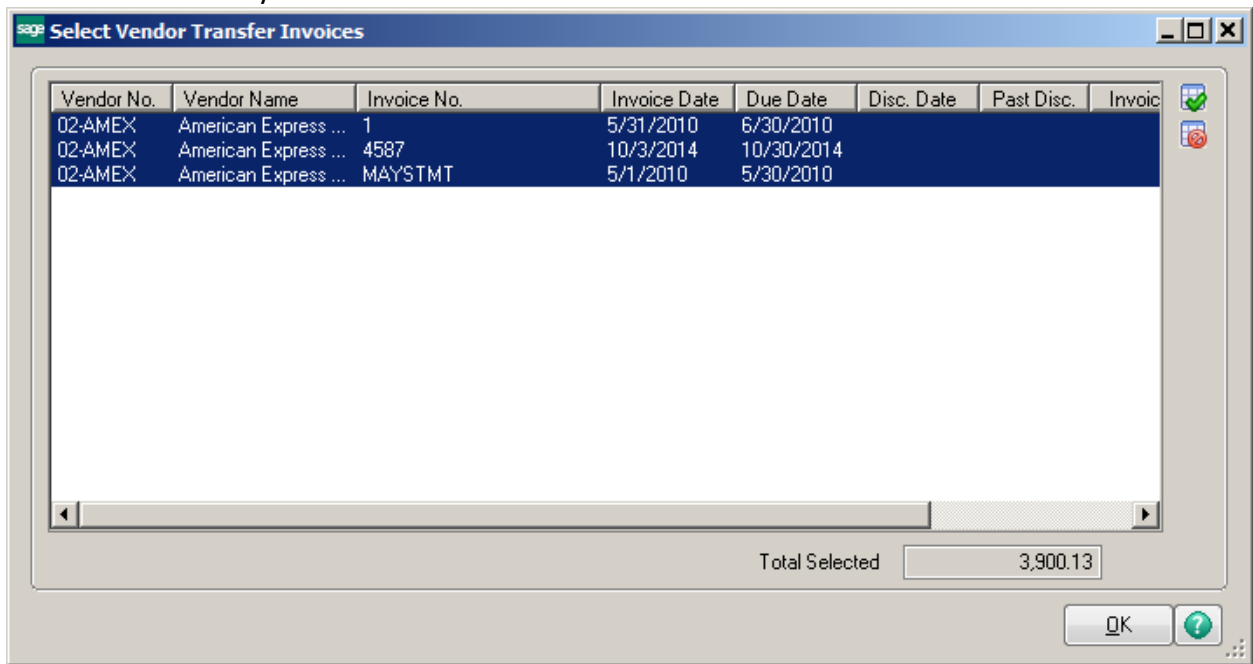 sage Select Vendor Transfer Invoices
Vendor No. Vendor Name Invoice No. Invoice Date Due Date Disc. Date Past Disc. Invoic
02-AMEX American Express ... 1 5/31/2010 6/30/2010
02-AMEX American Express ... 4587 10/3/2014 10/30/2014
02-AMEX American Express ... MAYSTMT 5/1/2010 5/30/2010
Total Selected 3,900.13
OK